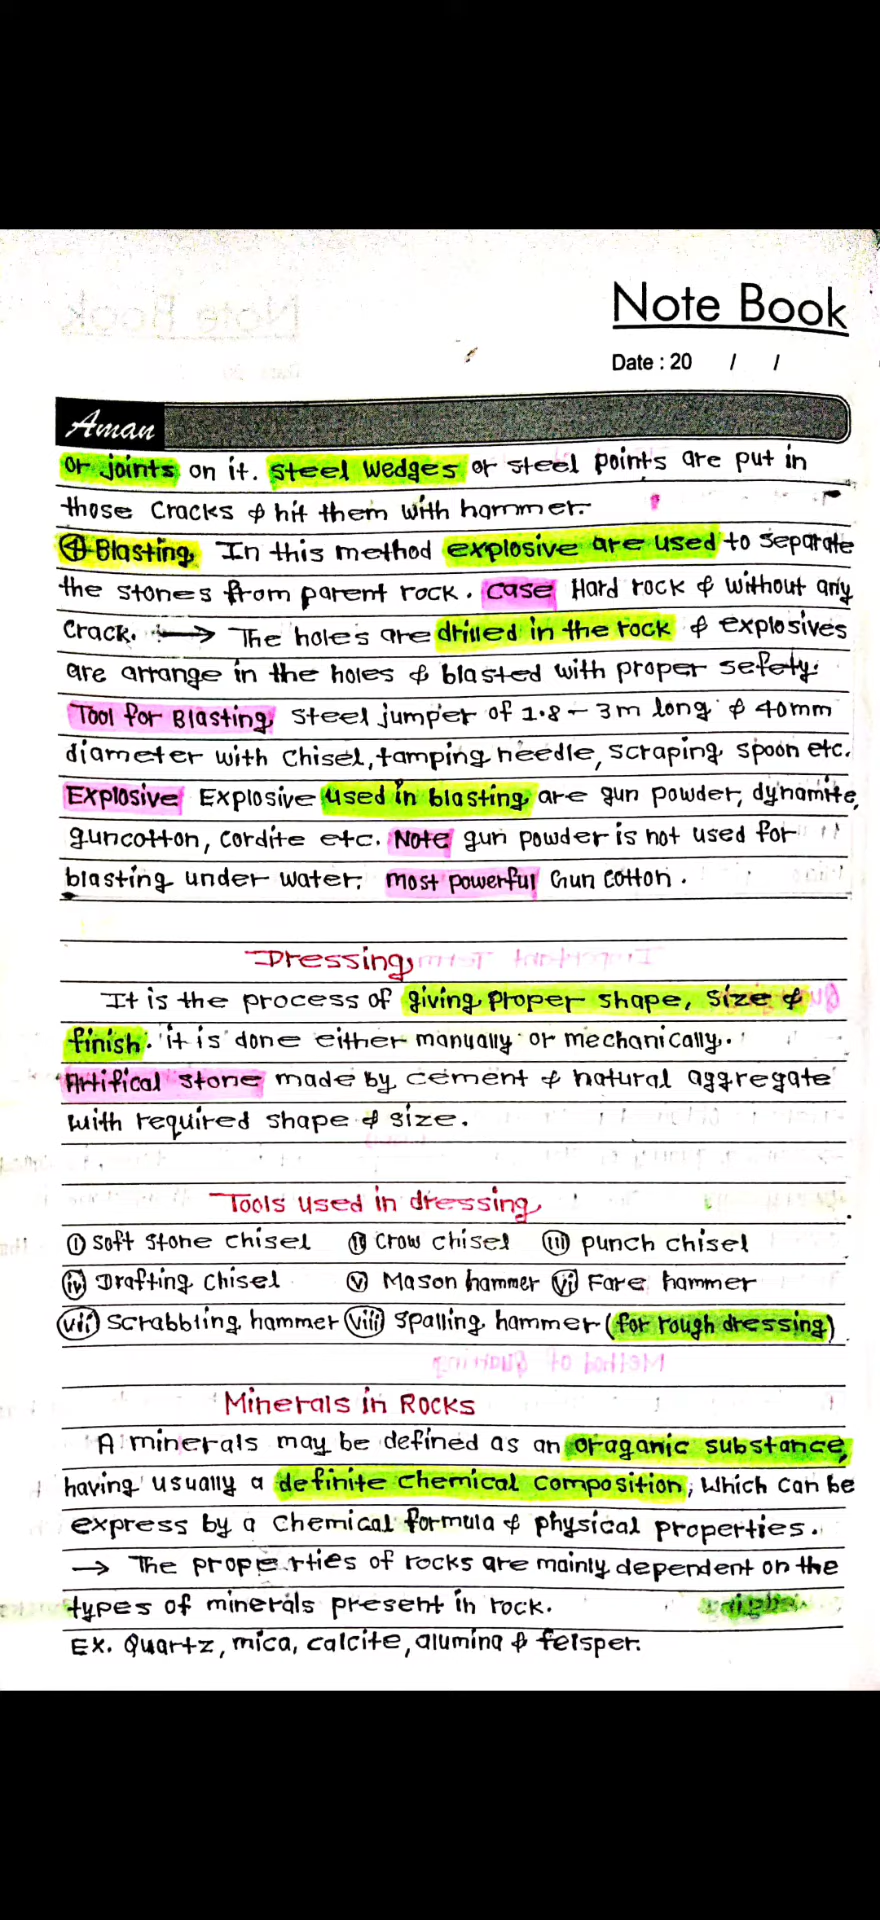 Note Book
Date : 20 / /
Aman
or joints on it. steel wedges or steel points are put in
those cracks & hit them with hammer.
④ Blasting In this method explosive are used to separate
the stones from parent rock. case Hard rock & without any
crack. → The holes are drilled in the rock & explosives
are arrange in the holes & blasted with proper sefety.
Tool for Blasting steel jumper of 1.8 - 3m long & 40mm
diameter with chisel, tamping needle, scraping spoon etc.
Explosive Explosive used in blasting are gun powder, dynamite,
guncotton, cordite etc. Note gun powder is not used for
blasting under water. most powerful Gun cotton.
Dressing
It is the process of giving proper shape, size &
finish. it is done either manually or mechanically.
Artifical stone made by cement & natural aggregate
with required shape & size.
Tools used in dressing
(i) soft stone chisel (ii) crow chisel (iii) punch chisel
(iv) Drafting chisel (v) Mason hammer (vi) Fare hammer
(vii) scrabbling hammer (viii) spalling hammer (for rough dressing)
Minerals in Rocks
A minerals may be defined as an oraganic substance,
having usually a definite chemical composition, which can be
express by a chemical formula & physical properties.
→ The properties of rocks are mainly dependent on the
types of minerals present in rock.
Ex. Quartz, mica, calcite, alumina & felsper.